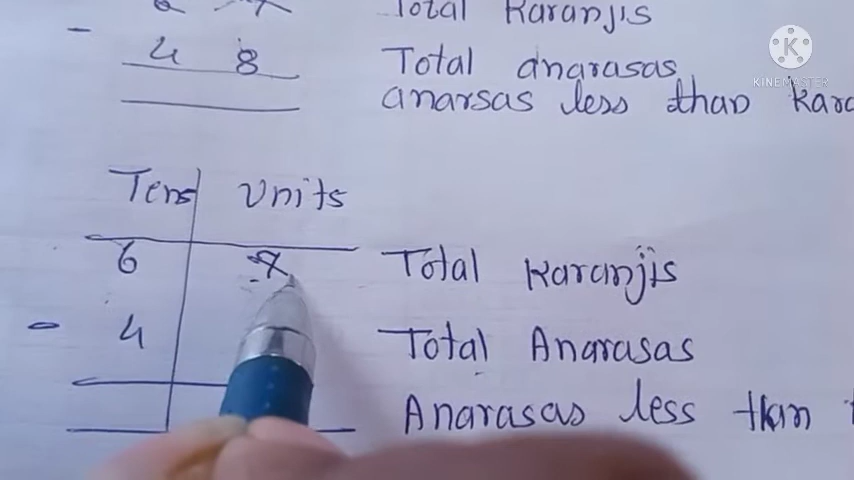 Total Karanjis
- 4 8 Total anarasas
anarsas less than Kara
K
KINEMASTER
Tens Units
6 7 Total Karanjis
- 4 Total Anarasas
Anarasas less than